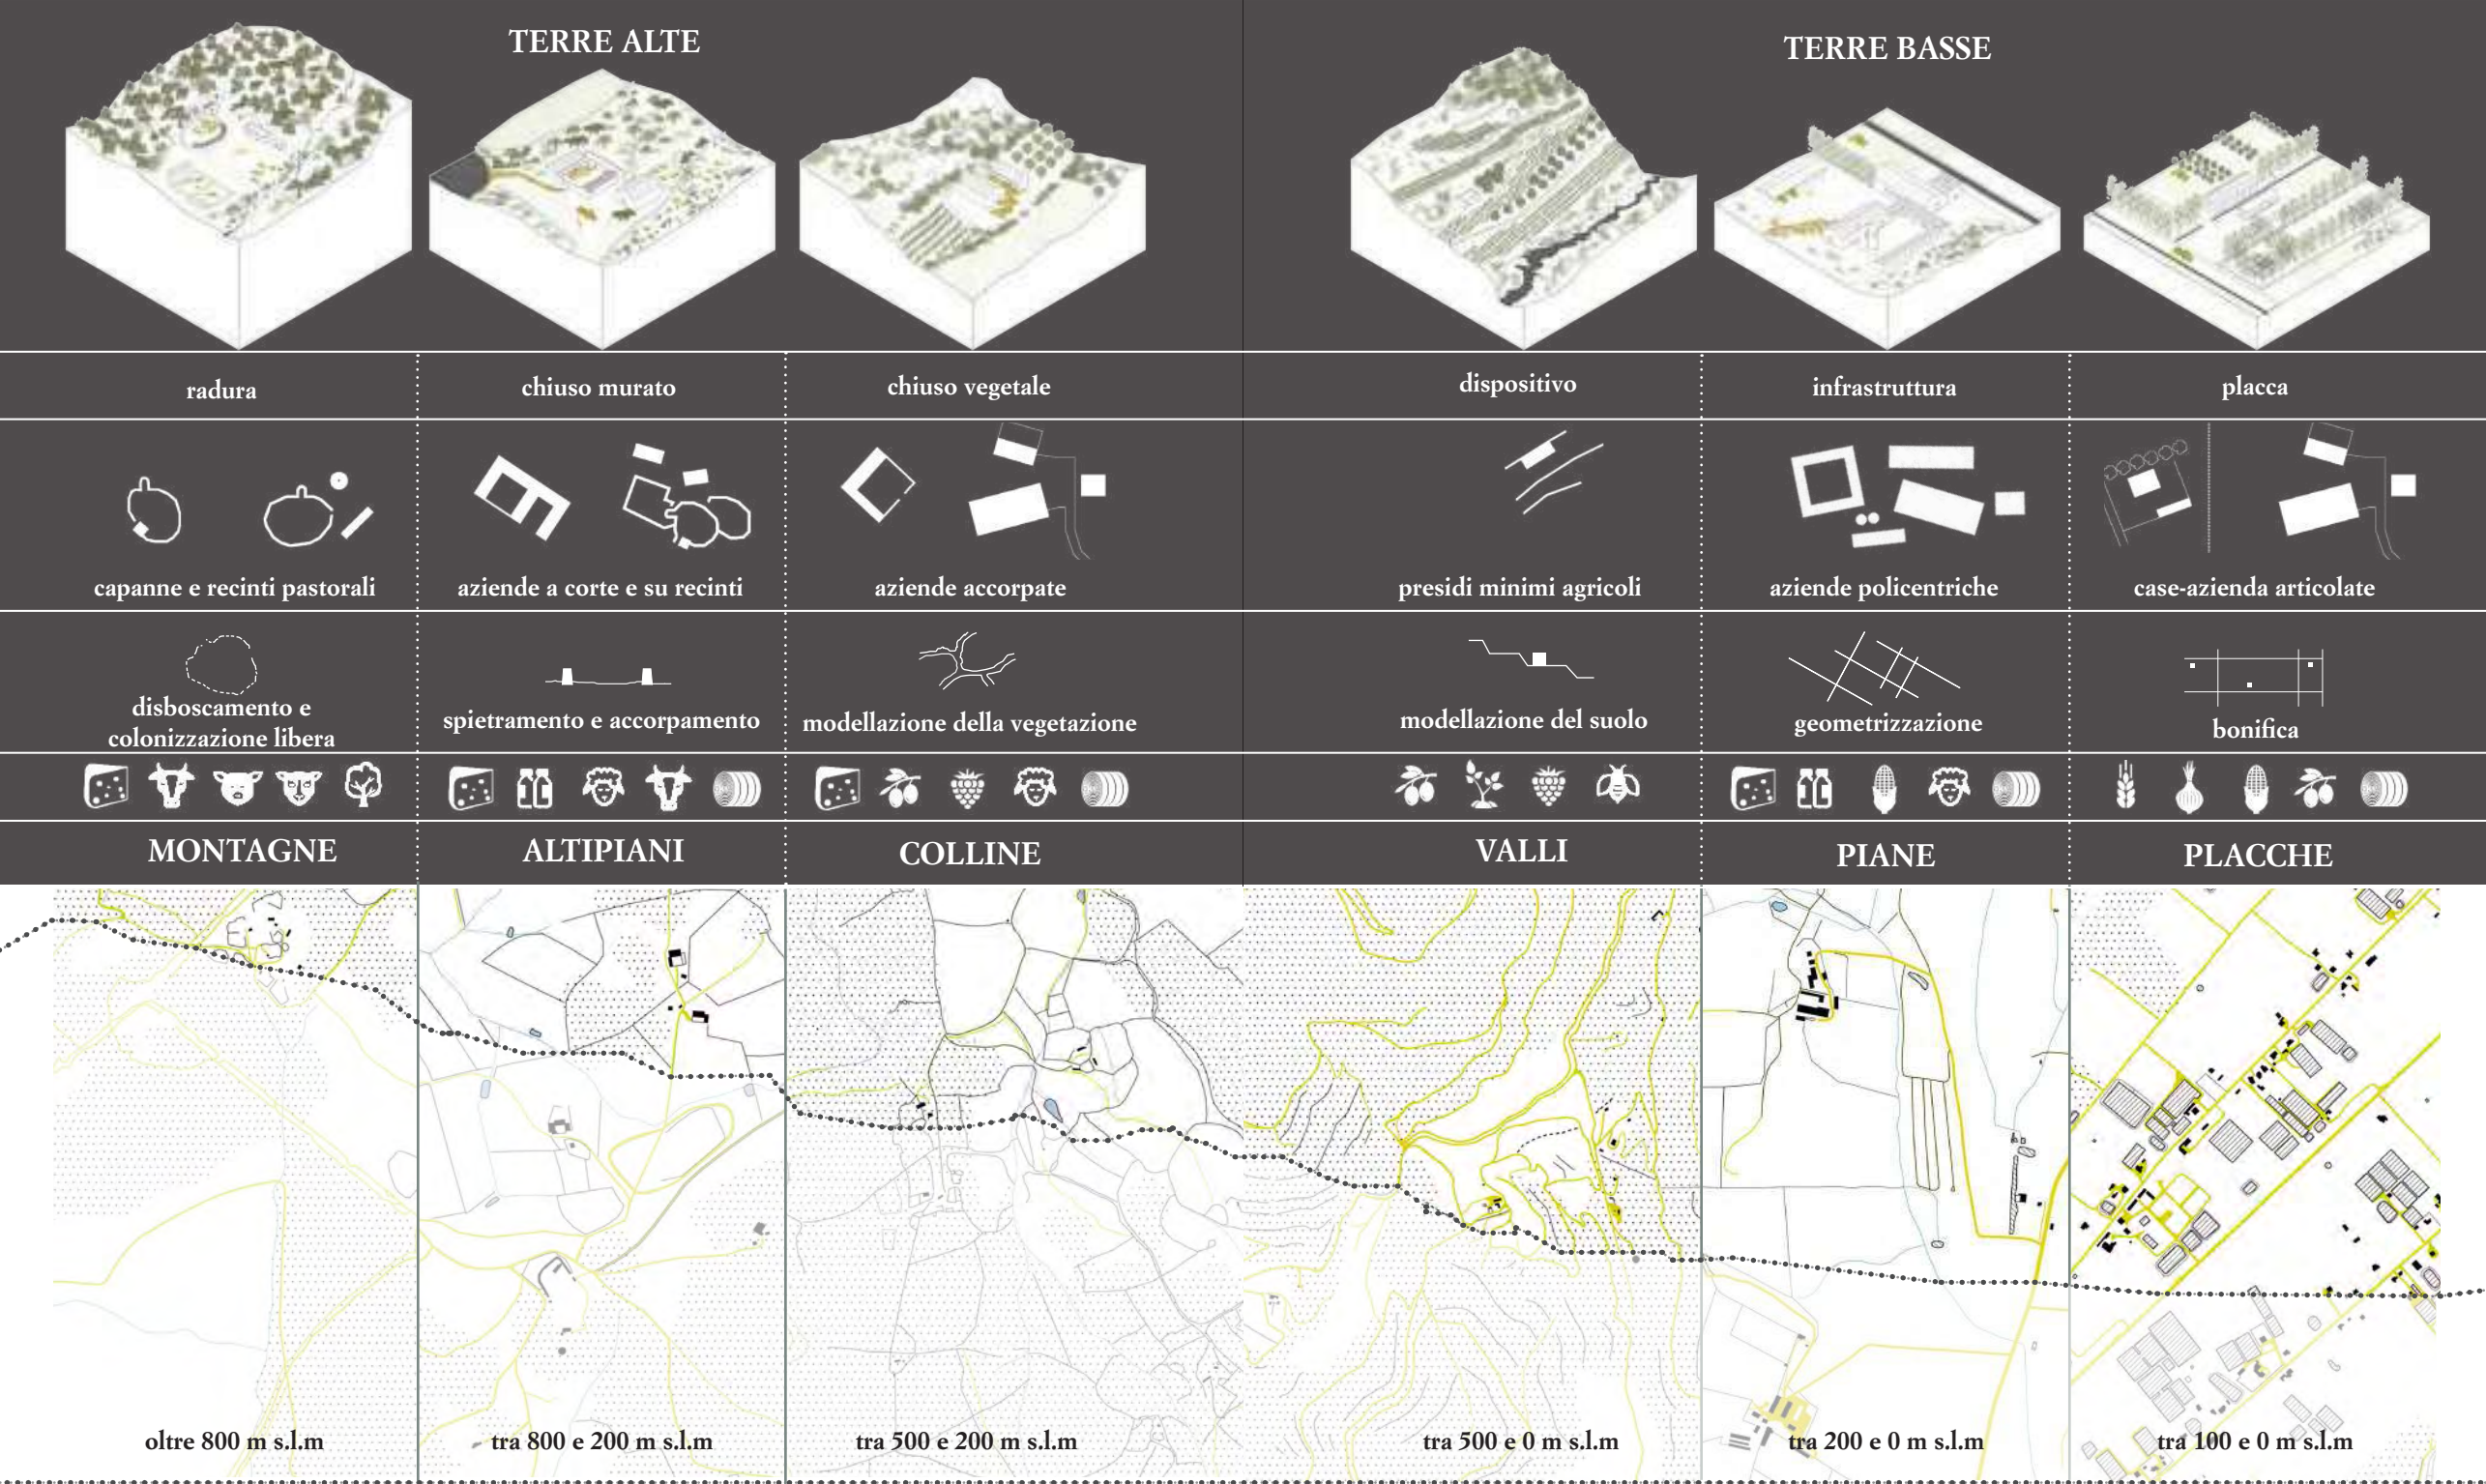 TERRE ALTE
TERRE BASSE
radura
chiuso murato
chiuso vegetale
dispositivo
infrastruttura
placca
capanne e recinti pastorali
aziende a corte e su recinti
aziende accorpate
presidi minimi agricoli
aziende policentriche
case-azienda articolate
disboscamento e
colonizzazione libera
spietramento e accorpamento
modellazione della vegetazione
modellazione del suolo
geometrizzazione
bonifica
MONTAGNE
ALTIPIANI
COLLINE
VALLI
PIANE
PLACCHE
oltre 800 m s.l.m
tra 800 e 200 m s.l.m
tra 500 e 200 m s.l.m
tra 500 e 0 m s.l.m
tra 200 e 0 m s.l.m
tra 100 e 0 m s.l.m